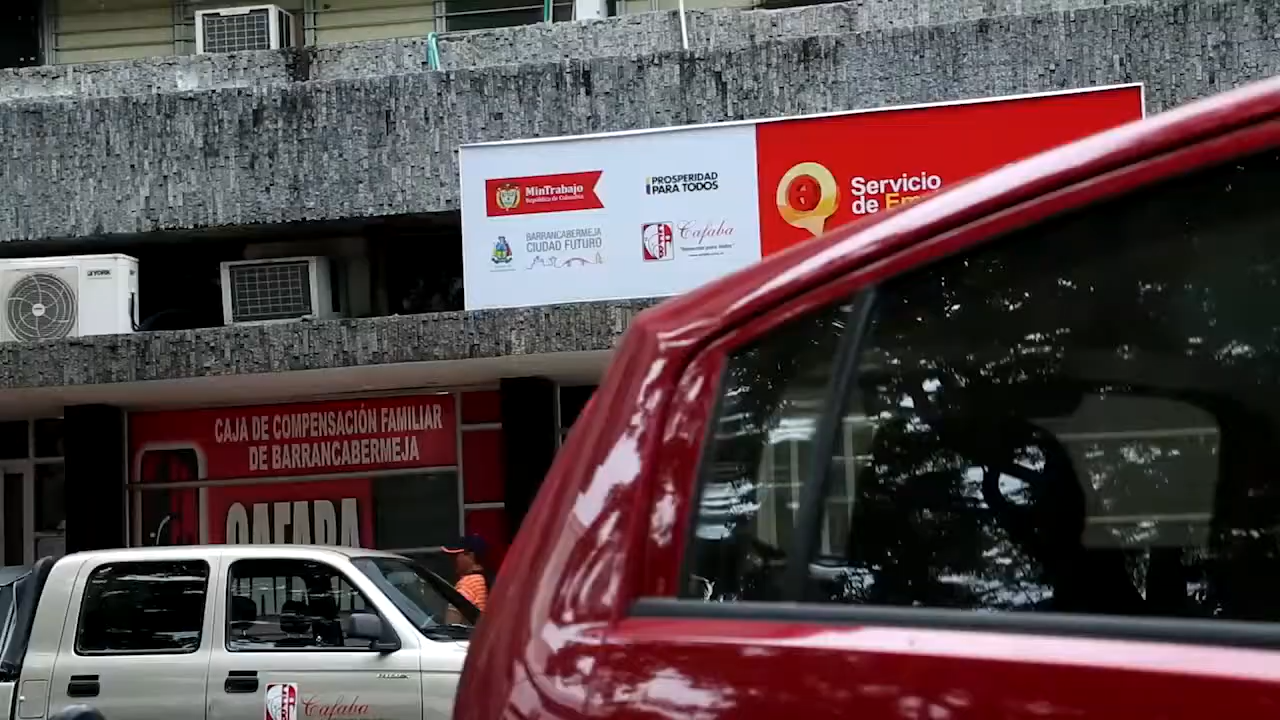 MinTrabajo
República de Colombia
PROSPERIDAD
PARA TODOS
BARRANCABERMEJA
CIUDAD FUTURO
Cafaba
Servicio
de
YORK
CAJA DE COMPENSACIÓN FAMILIAR
DE BARRANCABERMEJA
CAFABA
Cafaba